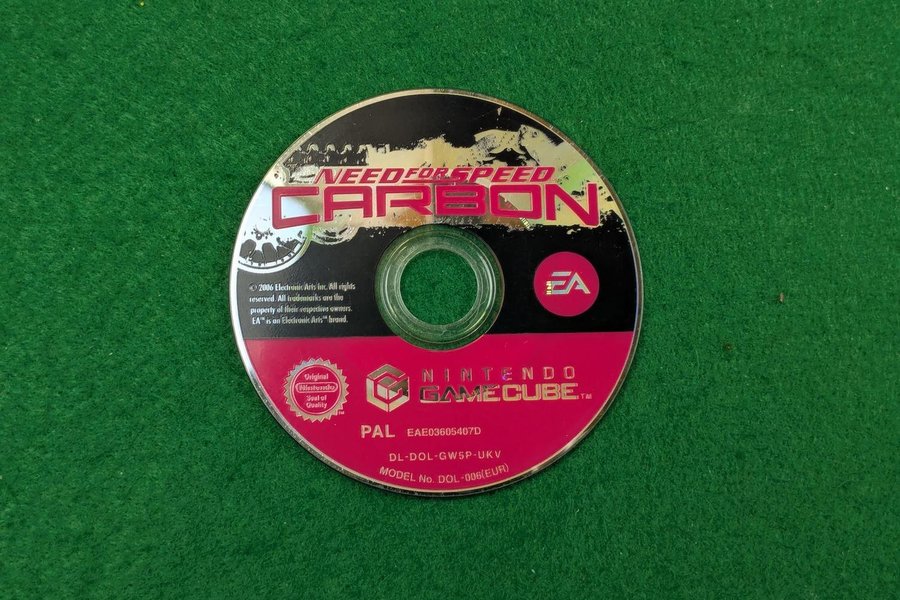 NEED FOR SPEED
CARBON
© 2006 Electronic Arts Inc. All rights
reserved. All trademarks are the
property of their respective owners.
EA™ is an Electronic Arts™ brand.
EA
Original
Nintendo
Seal of
Quality
NINTENDO
GAMECUBE™
PAL EAE03605407D
DL-DOL-GW5P-UKV
MODEL No. DOL-006(EUR)